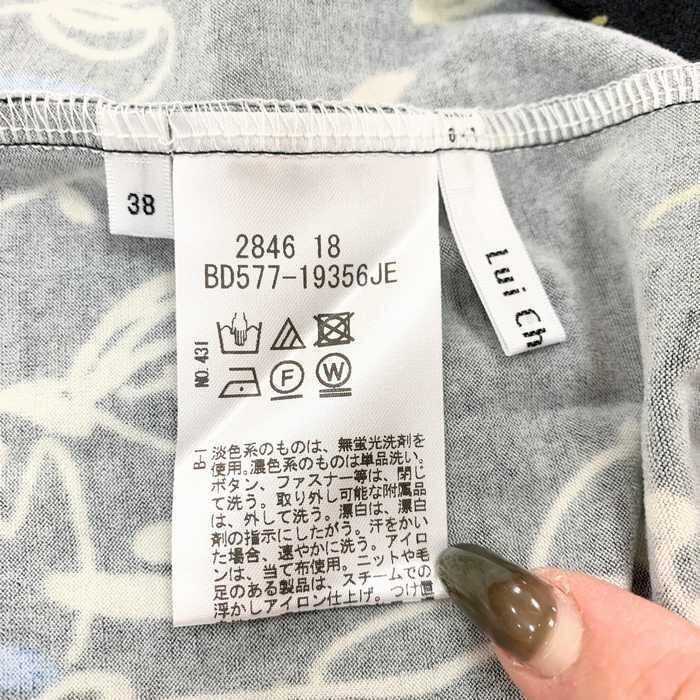 38
2846 18
BD577-19356JE
NO.431
F
W
B-1
淡色系のものは、無蛍光洗剤を
使用。濃色系のものは単品洗い。
ボタン、ファスナー等は、閉じ
て洗う。取り外し可能な附属品
は、外して洗う。漂白は、漂白
剤の指示にしたがう。汗をかい
た場合、速やかに洗う。アイロ
ンは、当て布使用。ニットや毛
足のある製品は、スチームでの
浮かしアイロン仕上げ。つけ置
Lui Ch